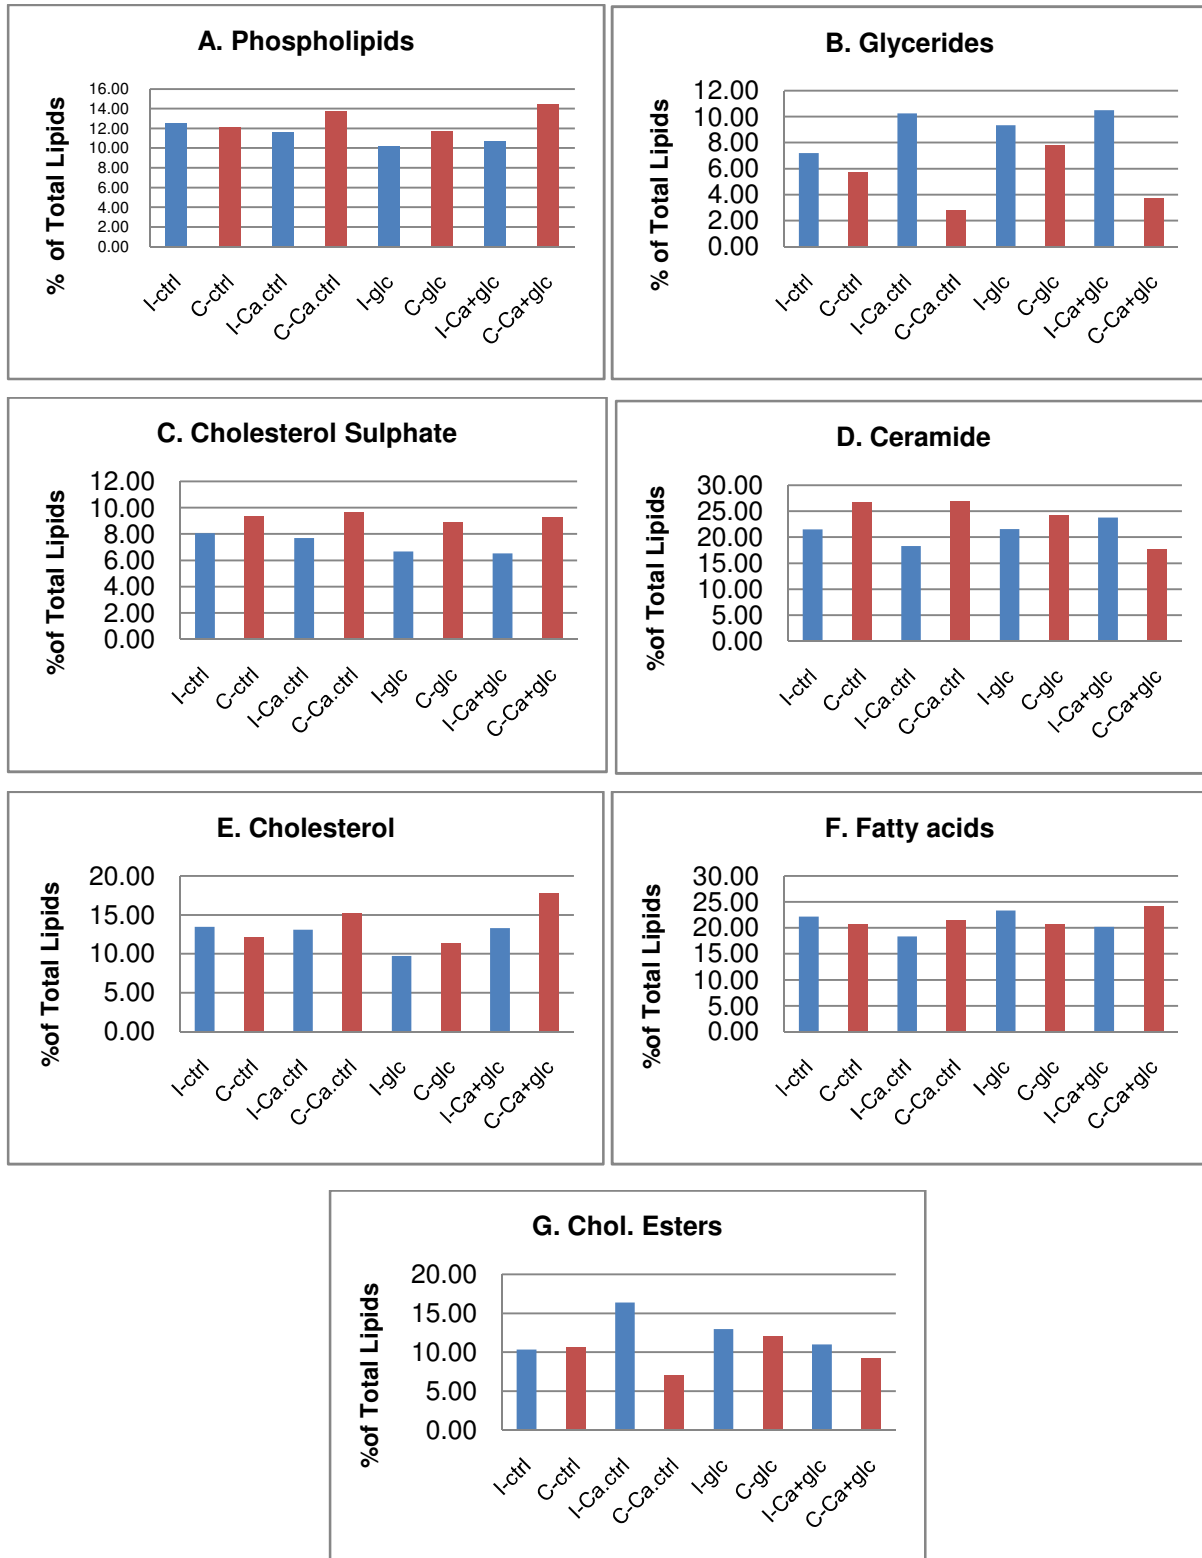 A. Phospholipids
% of Total Lipids
16.00
14.00
12.00
10.00
8.00
6.00
4.00
2.00
0.00
I-ctrl
C-ctrl
I-Ca.ctrl
C-Ca.ctrl
I-glc
C-glc
I-Ca+glc
C-Ca+glc
B. Glycerides
% of Total Lipids
12.00
10.00
8.00
6.00
4.00
2.00
0.00
I-ctrl
C-ctrl
I-Ca.ctrl
C-Ca.ctrl
I-glc
C-glc
I-Ca+glc
C-Ca+glc
C. Cholesterol Sulphate
%of Total Lipids
12.00
10.00
8.00
6.00
4.00
2.00
0.00
I-ctrl
C-ctrl
I-Ca.ctrl
C-Ca.ctrl
I-glc
C-glc
I-Ca+glc
C-Ca+glc
D. Ceramide
%of Total Lipids
30.00
25.00
20.00
15.00
10.00
5.00
0.00
I-ctrl
C-ctrl
I-Ca.ctrl
C-Ca.ctrl
I-glc
C-glc
I-Ca+glc
C-Ca+glc
E. Cholesterol
%of Total Lipids
20.00
15.00
10.00
5.00
0.00
I-ctrl
C-ctrl
I-Ca.ctrl
C-Ca.ctrl
I-glc
C-glc
I-Ca+glc
C-Ca+glc
F. Fatty acids
%of Total Lipids
30.00
25.00
20.00
15.00
10.00
5.00
0.00
I-ctrl
C-ctrl
I-Ca.ctrl
C-Ca.ctrl
I-glc
C-glc
I-Ca+glc
C-Ca+glc
G. Chol. Esters
%of Total Lipids
20.00
15.00
10.00
5.00
0.00
I-ctrl
C-ctrl
I-Ca.ctrl
C-Ca.ctrl
I-glc
C-glc
I-Ca+glc
C-Ca+glc